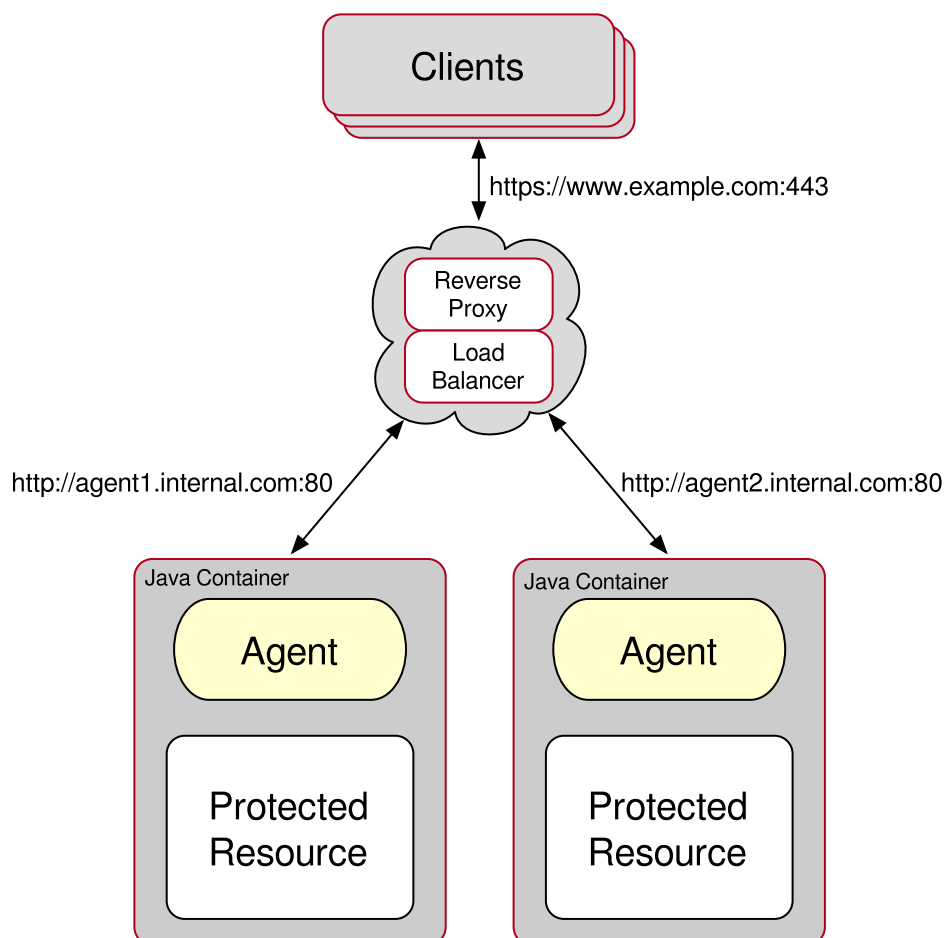 Clients
https://www.example.com:443
Reverse
Proxy
Load
Balancer
http://agent1.internal.com:80
http://agent2.internal.com:80
Java Container
Agent
Protected
Resource
Java Container
Agent
Protected
Resource